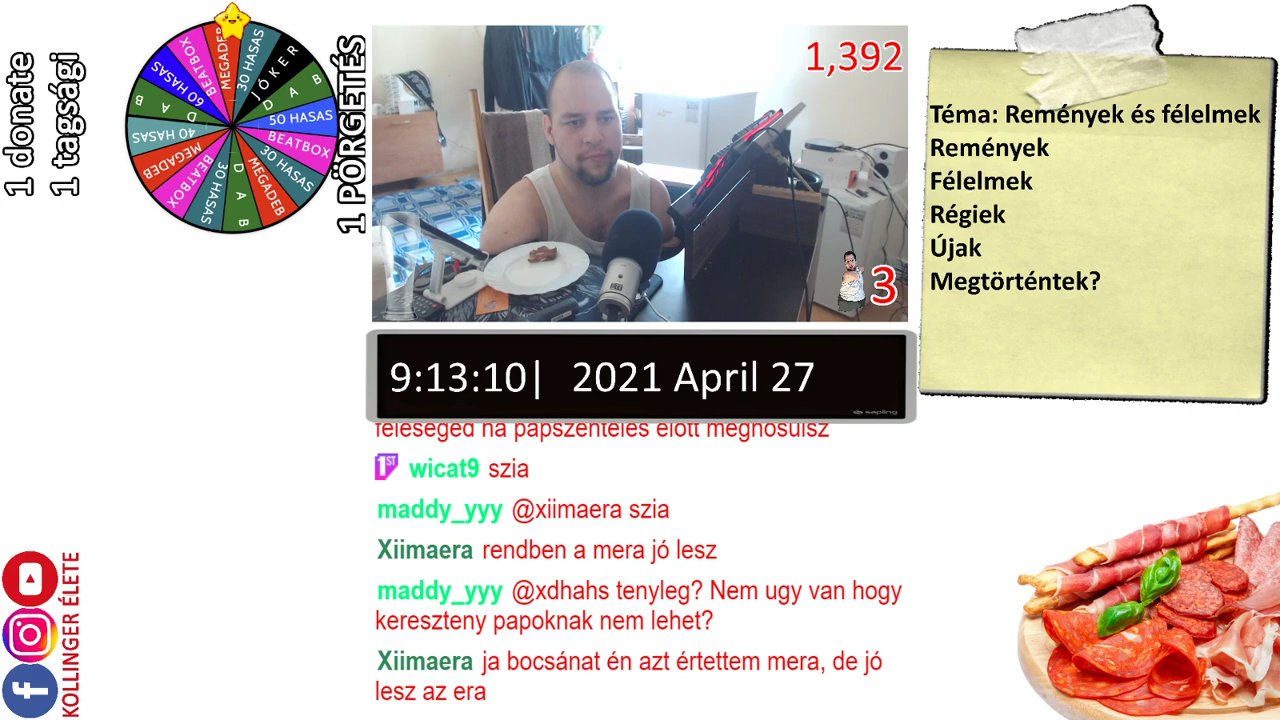 1 donate
1 tagsági
1 PÖRGETÉS
MEGADEB
30 HASAS
JÓKER
D A B
50 HASAS
BEATBOX
30 HASAS
MEGADEB
D A B
30 HASAS
BEATBOX
MEGADEB
40 HASAS
D A B
60 HASAS
BEATBOX
1,392
3
Téma: Remények és félelmek
Remények
Félelmek
Régiek
Újak
Megtörténtek?
9:13:10| 2021 April 27
sapling
feleséged ha papszentelés előtt megnősülsz
1ST wicat9 szia
maddy_yyy @xiimaera szia
Xiimaera rendben a mera jó lesz
maddy_yyy @xdhahs tenyleg? Nem ugy van hogy
kereszteny papoknak nem lehet?
Xiimaera ja bocsánat én azt értettem mera, de jó
lesz az era
KOLLINGER ÉLETE